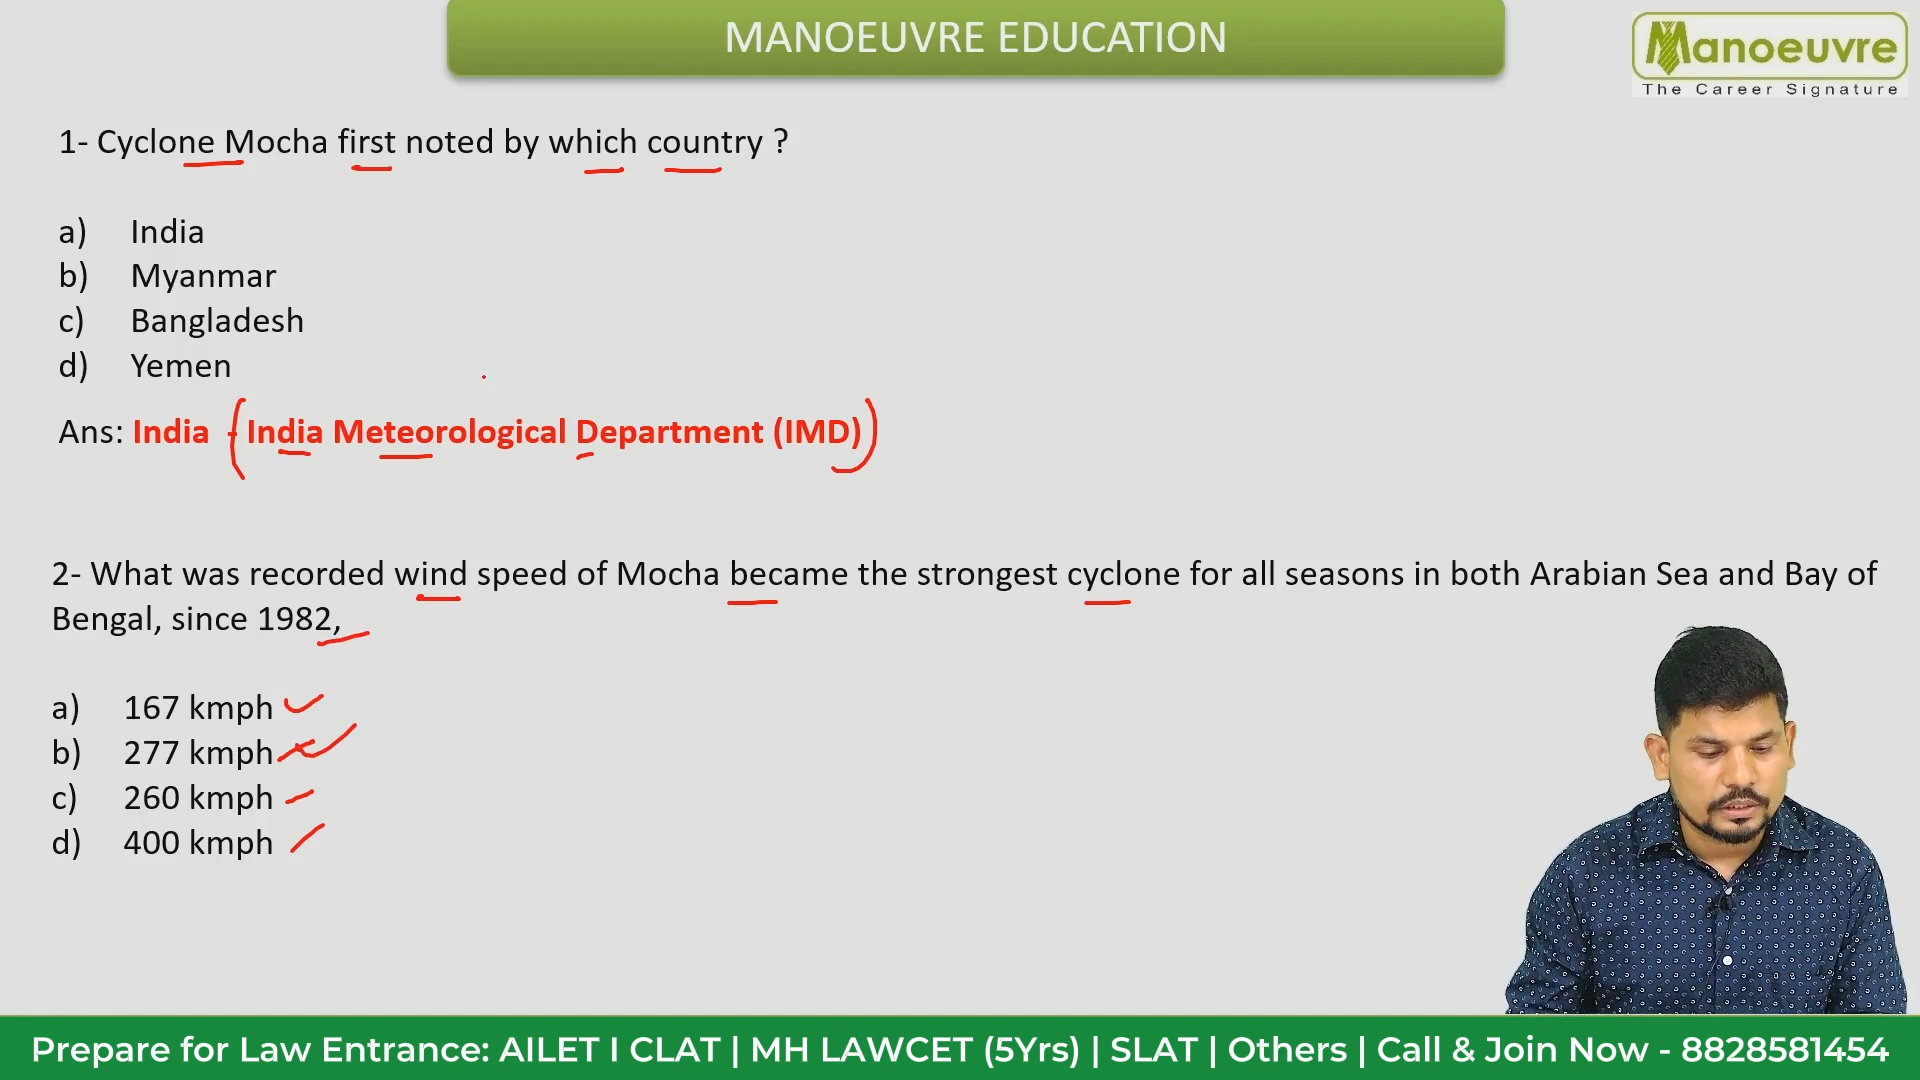 MANOEUVRE EDUCATION
Manoeuvre
The Career Signature
1- Cyclone Mocha first noted by which country ?
a) India
b) Myanmar
c) Bangladesh
d) Yemen
Ans: India - India Meteorological Department (IMD)
2- What was recorded wind speed of Mocha became the strongest cyclone for all seasons in both Arabian Sea and Bay of
Bengal, since 1982,
a) 167 kmph
b) 277 kmph
c) 260 kmph
d) 400 kmph
Prepare for Law Entrance: AILET I CLAT | MH LAWCET (5Yrs) | SLAT | Others | Call & Join Now - 8828581454